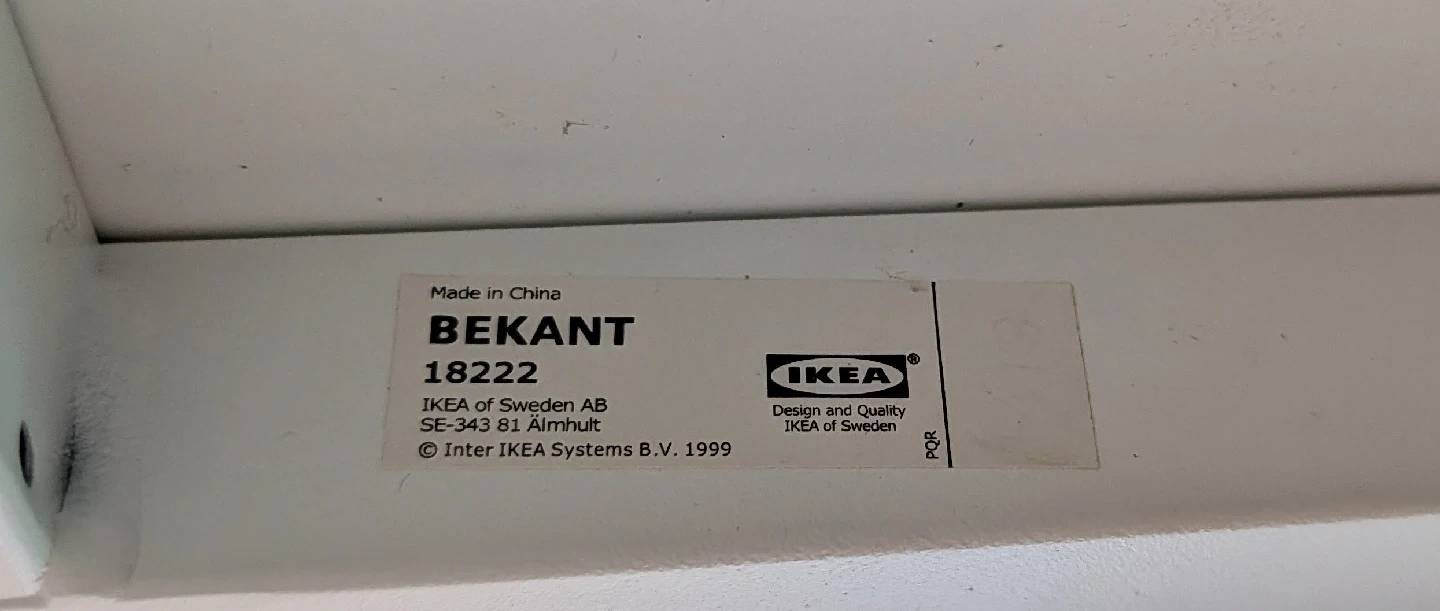 Made in China
BEKANT
18222
IKEA of Sweden AB
SE-343 81 Älmhult
© Inter IKEA Systems B.V. 1999
IKEA®
Design and Quality
IKEA of Sweden
PQR